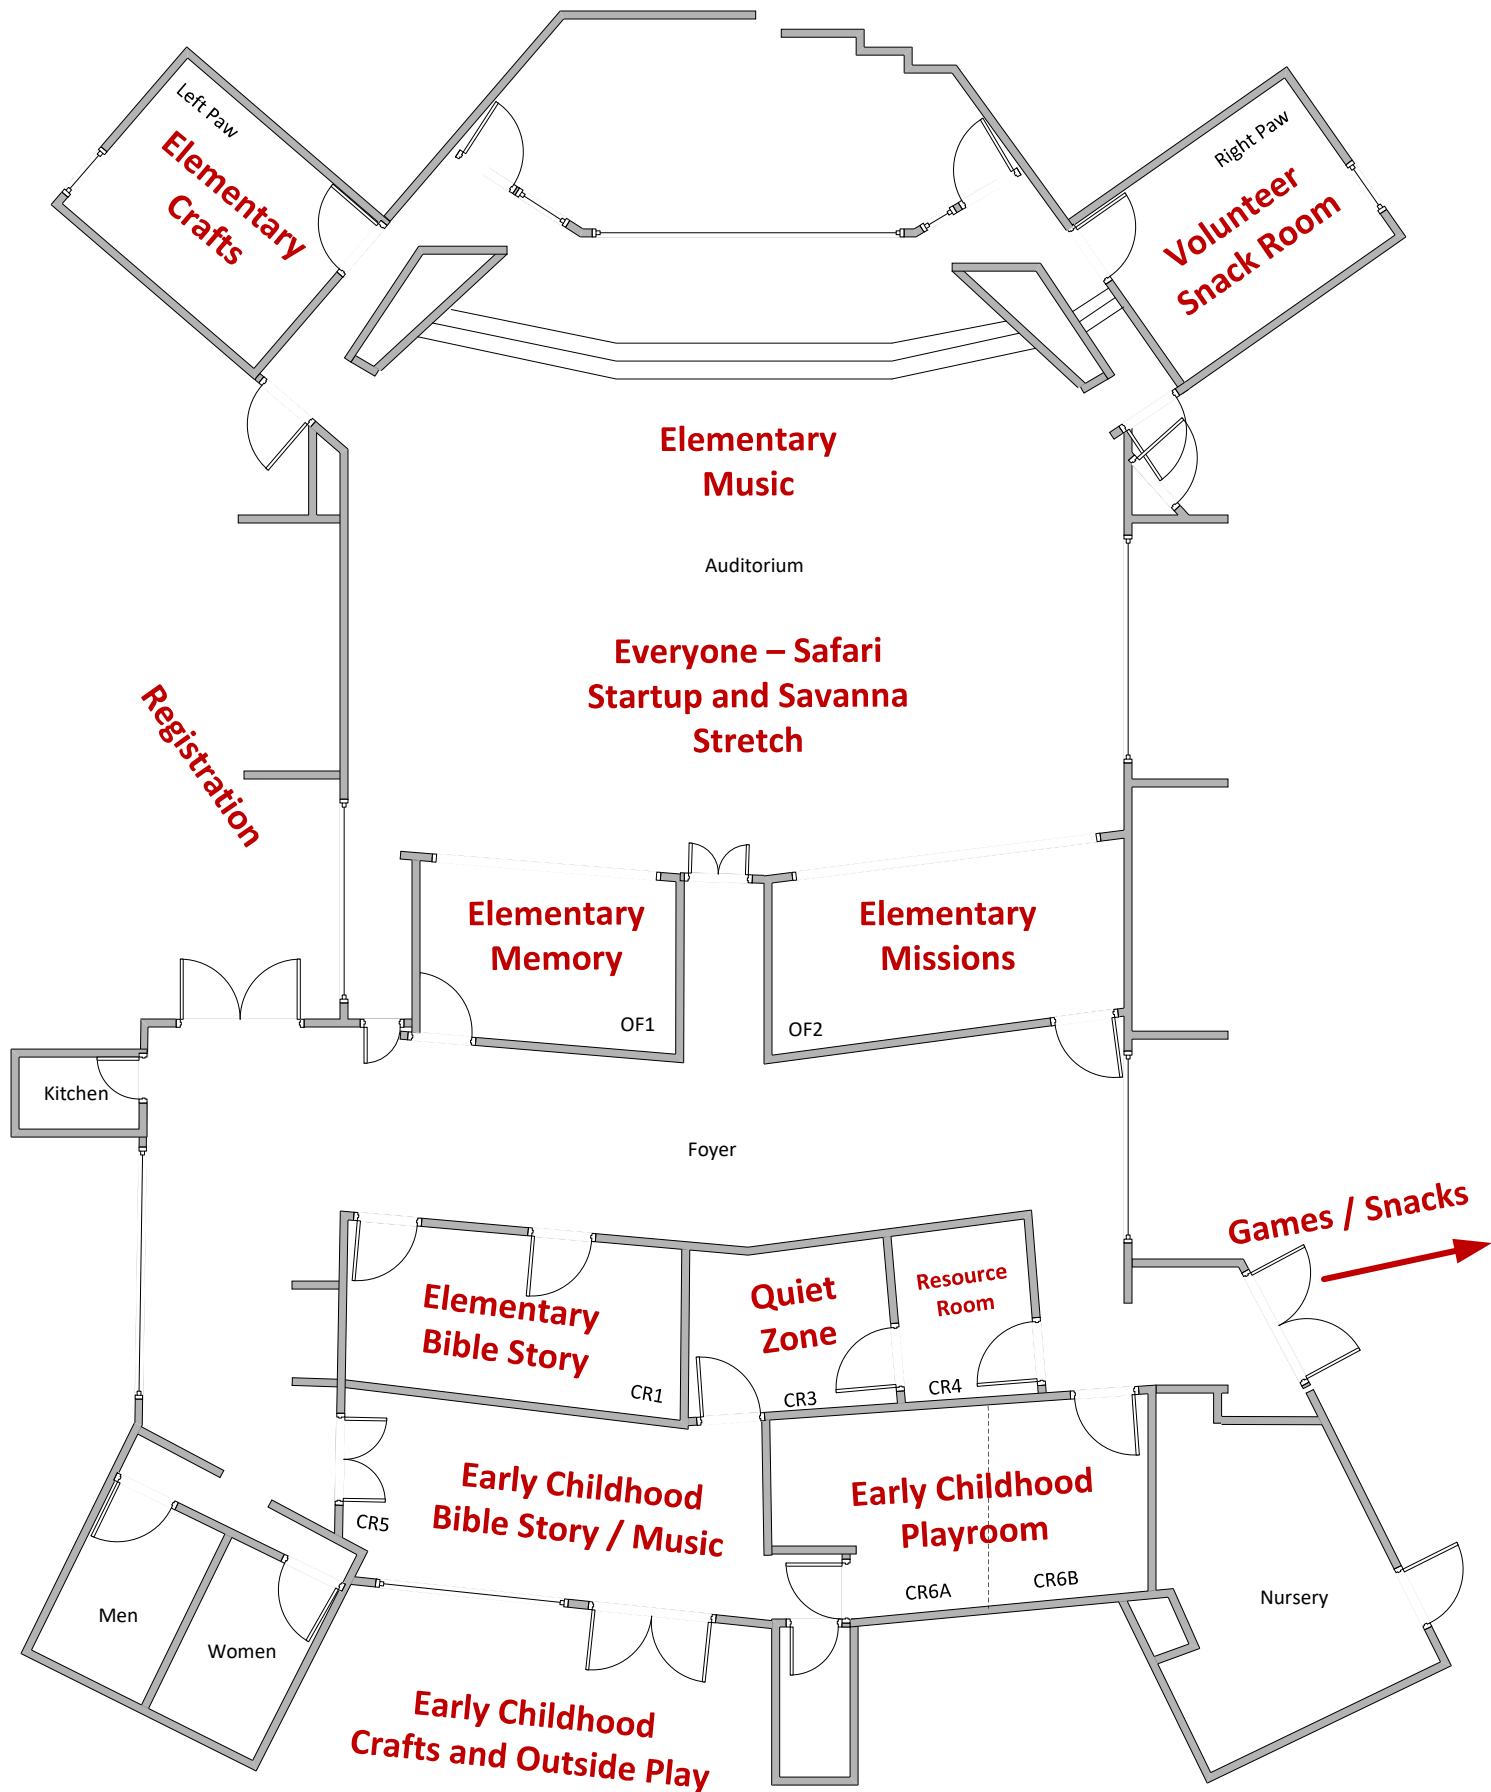 Left Paw
Elementary
Crafts
Right Paw
Volunteer
Snack Room
Elementary
Music
Auditorium
Everyone – Safari
Startup and Savanna
Stretch
Registration
Elementary
Memory
OF1
Elementary
Missions
OF2
Kitchen
Foyer
Games / Snacks
Elementary
Bible Story
CR1
Quiet
Zone
CR3
Resource
Room
CR4
Early Childhood
Bible Story / Music
CR5
Early Childhood
Playroom
CR6A
CR6B
Nursery
Men
Women
Early Childhood
Crafts and Outside Play